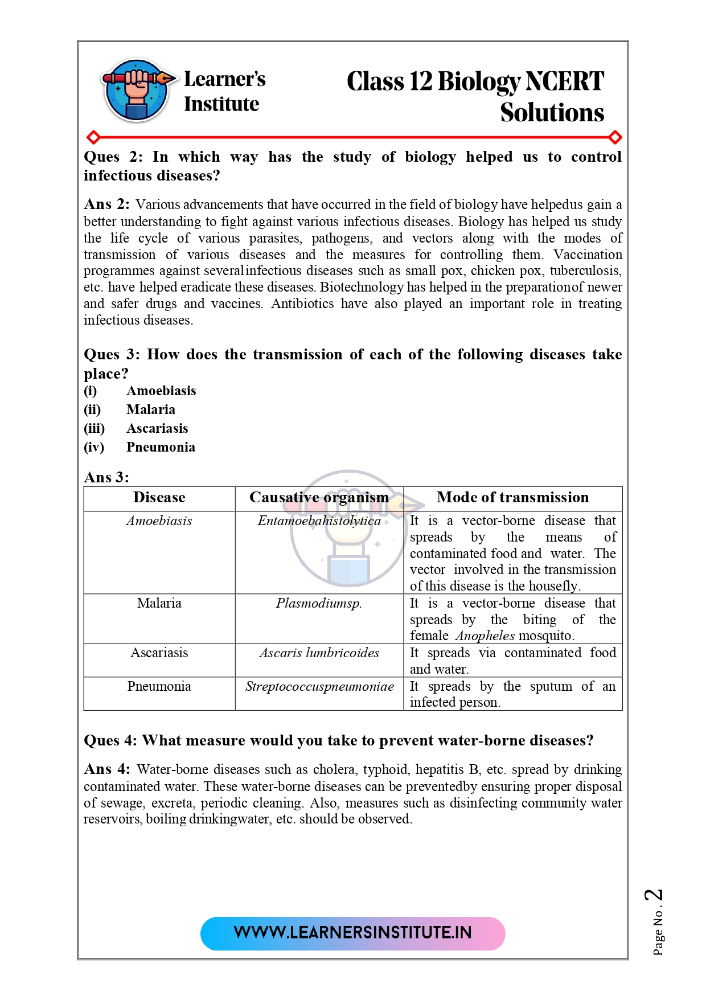 Learner's
Institute
Class 12 Biology NCERT
Solutions
Ques 2: In which way has the study of biology helped us to control
infectious diseases?
Ans 2: Various advancements that have occurred in the field of biology have helpedus gain a
better understanding to fight against various infectious diseases. Biology has helped us study
the life cycle of various parasites, pathogens, and vectors along with the modes of
transmission of various diseases and the measures for controlling them. Vaccination
programmes against severalinfectious diseases such as small pox, chicken pox, tuberculosis,
etc. have helped eradicate these diseases. Biotechnology has helped in the preparationof newer
and safer drugs and vaccines. Antibiotics have also played an important role in treating
infectious diseases.
Ques 3: How does the transmission of each of the following diseases take
place?
(i) Amoebiasis
(ii) Malaria
(iii) Ascariasis
(iv) Pneumonia
Ans 3:
Disease Causative organism Mode of transmission
Amoebiasis Entamoebahistolytica It is a vector-borne disease that
spreads by the means of
contaminated food and water. The
vector involved in the transmission
of this disease is the housefly.
Malaria Plasmodiumsp. It is a vector-borne disease that
spreads by the biting of the
female Anopheles mosquito.
Ascariasis Ascaris lumbricoides It spreads via contaminated food
and water.
Pneumonia Streptococcuspneumoniae It spreads by the sputum of an
infected person.
Ques 4: What measure would you take to prevent water-borne diseases?
Ans 4: Water-borne diseases such as cholera, typhoid, hepatitis B, etc. spread by drinking
contaminated water. These water-borne diseases can be preventedby ensuring proper disposal
of sewage, excreta, periodic cleaning. Also, measures such as disinfecting community water
reservoirs, boiling drinkingwater, etc. should be observed.
WWW.LEARNERSINSTITUTE.IN
Page No. 2